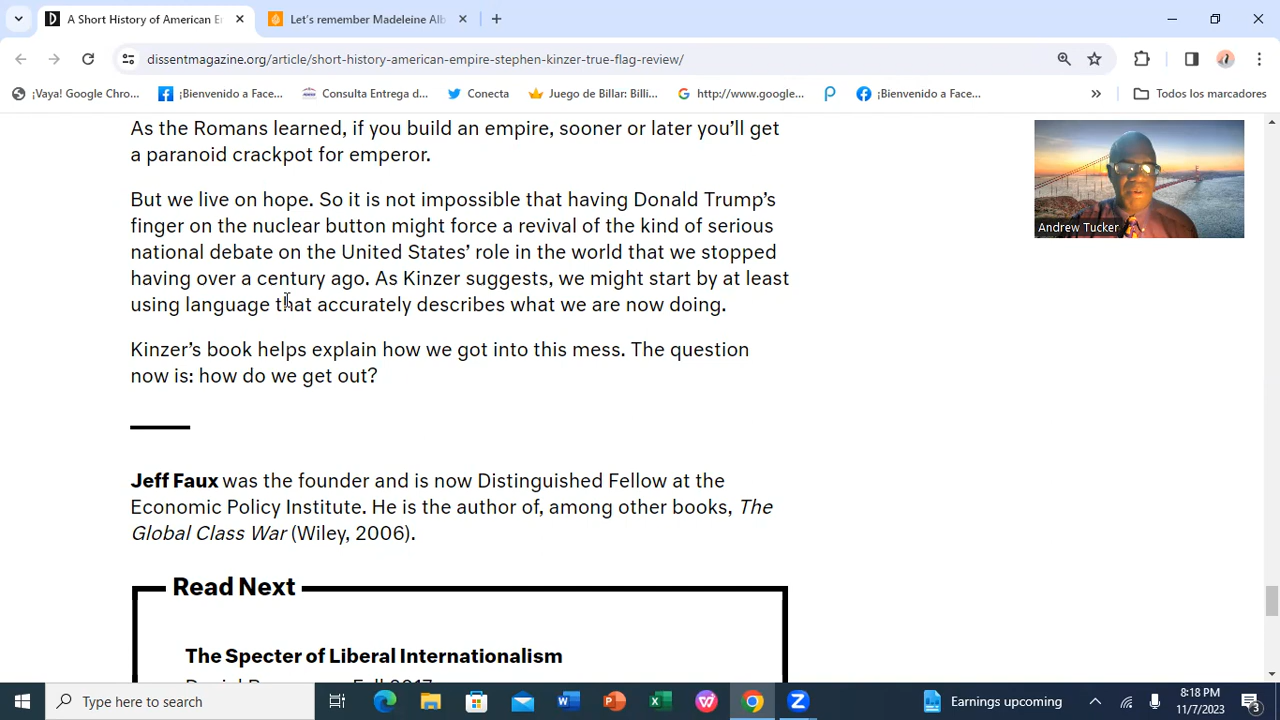 A Short History of American E
Let's remember Madeleine Alb
dissentmagazine.org/article/short-history-american-empire-stephen-kinzer-true-flag-review/
¡Vaya! Google Chro...
¡Bienvenido a Face...
Consulta Entrega d...
Conecta
Juego de Billar: Billi...
http://www.google...
¡Bienvenido a Face...
Todos los marcadores
As the Romans learned, if you build an empire, sooner or later you'll get
a paranoid crackpot for emperor.
But we live on hope. So it is not impossible that having Donald Trump's
finger on the nuclear button might force a revival of the kind of serious
national debate on the United States' role in the world that we stopped
having over a century ago. As Kinzer suggests, we might start by at least
using language that accurately describes what we are now doing.
Kinzer's book helps explain how we got into this mess. The question
now is: how do we get out?
Jeff Faux was the founder and is now Distinguished Fellow at the
Economic Policy Institute. He is the author of, among other books, The
Global Class War (Wiley, 2006).
Read Next
The Specter of Liberal Internationalism
Andrew Tucker
Type here to search
Earnings upcoming
8:18 PM
11/7/2023
3